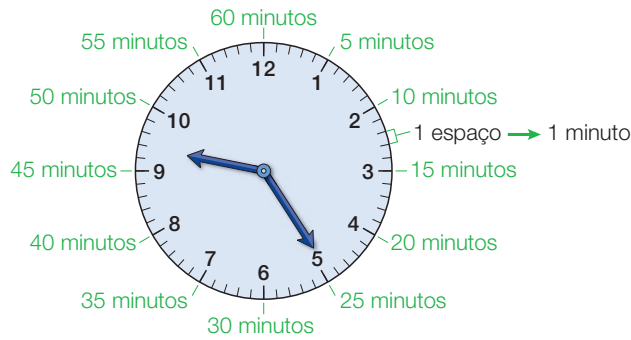 60 minutos
55 minutos
5 minutos
12
11
1
50 minutos
10 minutos
10
2
1 espaço → 1 minuto
45 minutos
9
3
15 minutos
8
4
40 minutos
20 minutos
7
5
6
35 minutos
25 minutos
30 minutos